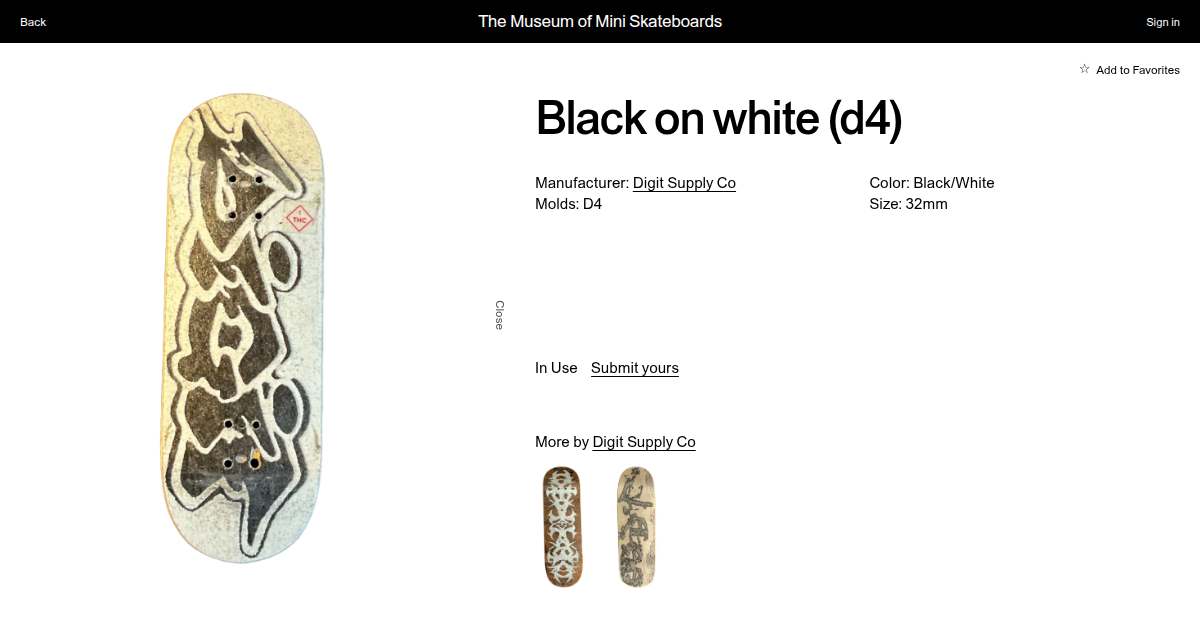 Back
The Museum of Mini Skateboards
Sign in
☆ Add to Favorites
Black on white (d4)
Manufacturer: Digit Supply Co
Molds: D4
Color: Black/White
Size: 32mm
THC
Close
In Use Submit yours
More by Digit Supply Co